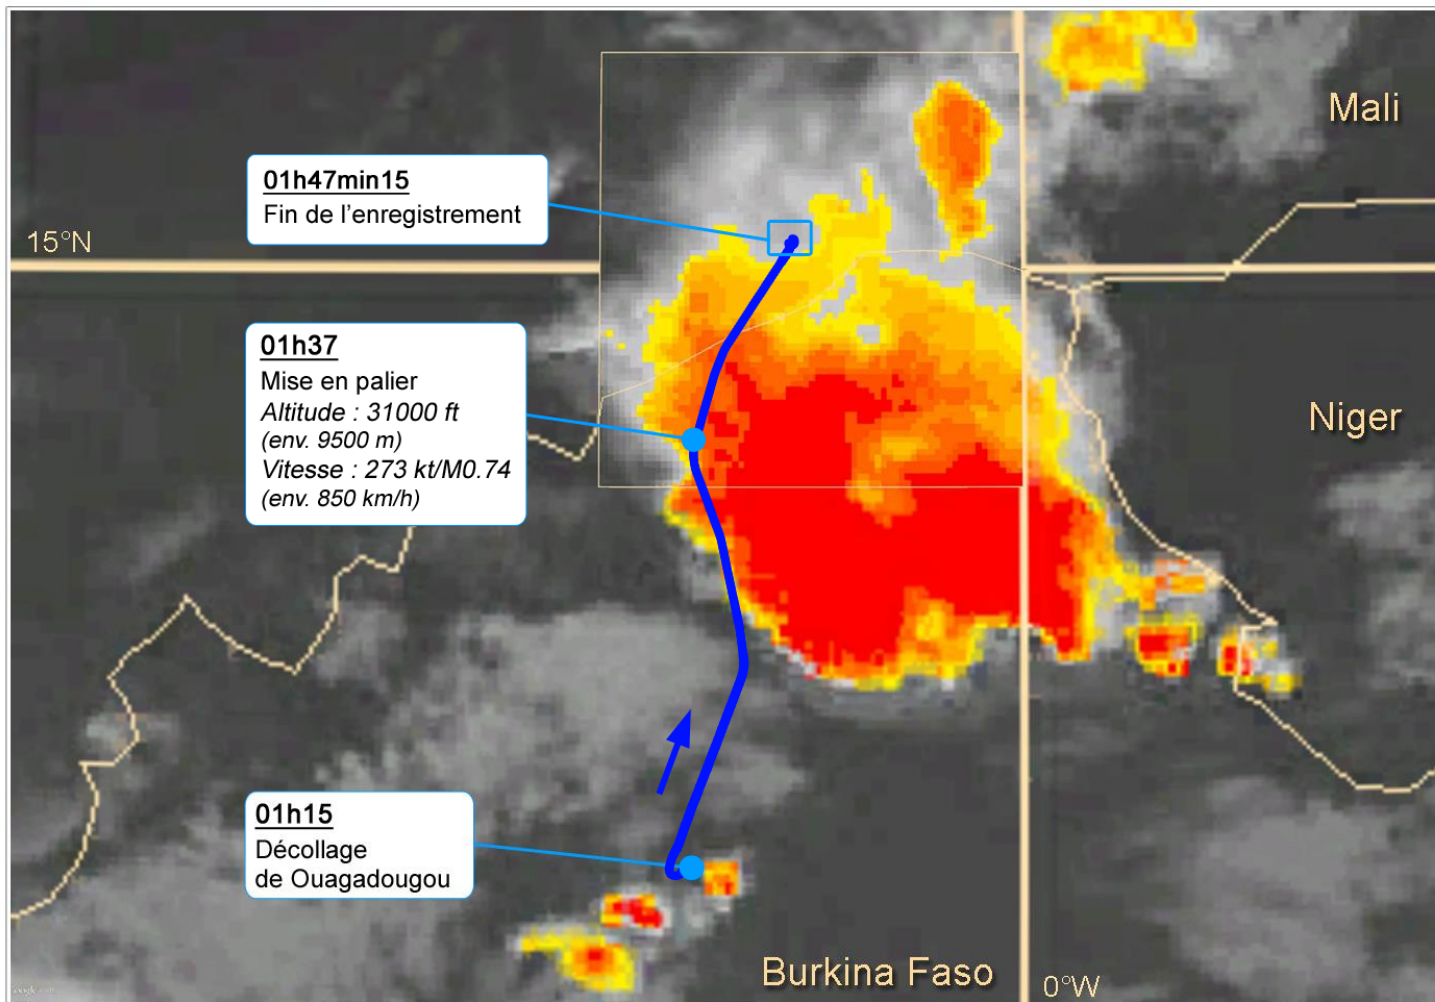 Mali
01h47min15
Fin de l'enregistrement
15°N
01h37
Mise en palier
Altitude : 31000 ft
(env. 9500 m)
Vitesse : 273 kt/M0.74
(env. 850 km/h)
Niger
01h15
Décollage
de Ouagadougou
Burkina Faso
0°W